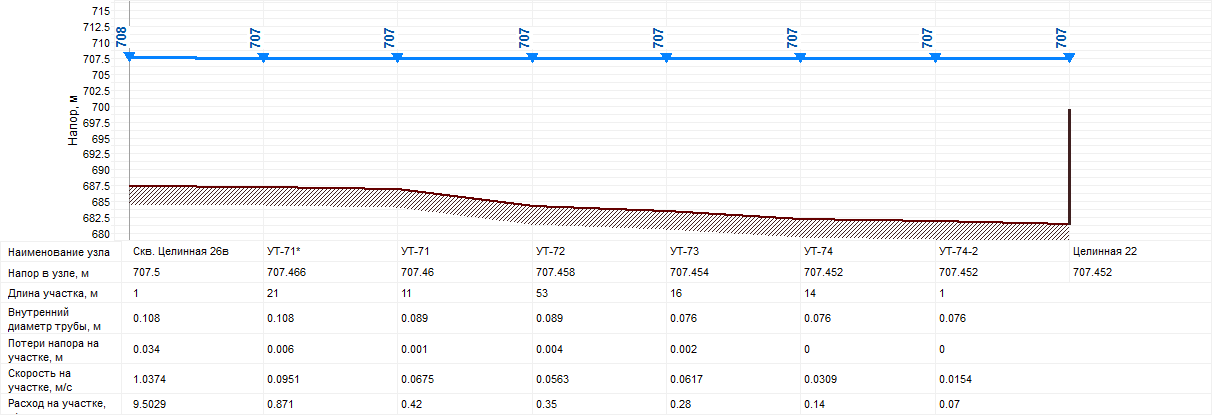 715
712.5
710
707.5
705
702.5
700
697.5
695
692.5
690
687.5
685
682.5
680
Напор, м
708 707 707 707 707 707 707 707
Наименование узла Скв. Целинная 26в УТ-71* УТ-71 УТ-72 УТ-73 УТ-74 УТ-74-2 Целинная 22
Напор в узле, м 707.5 707.466 707.46 707.458 707.454 707.452 707.452 707.452
Длина участка, м 1 21 11 53 16 14 1
Внутренний
диаметр трубы, м 0.108 0.108 0.089 0.089 0.076 0.076 0.076
Потери напора на
участке, м 0.034 0.006 0.001 0.004 0.002 0 0
Скорость на
участке, м/с 1.0374 0.0951 0.0675 0.0563 0.0617 0.0309 0.0154
Расход на участке, 9.5029 0.871 0.42 0.35 0.28 0.14 0.07